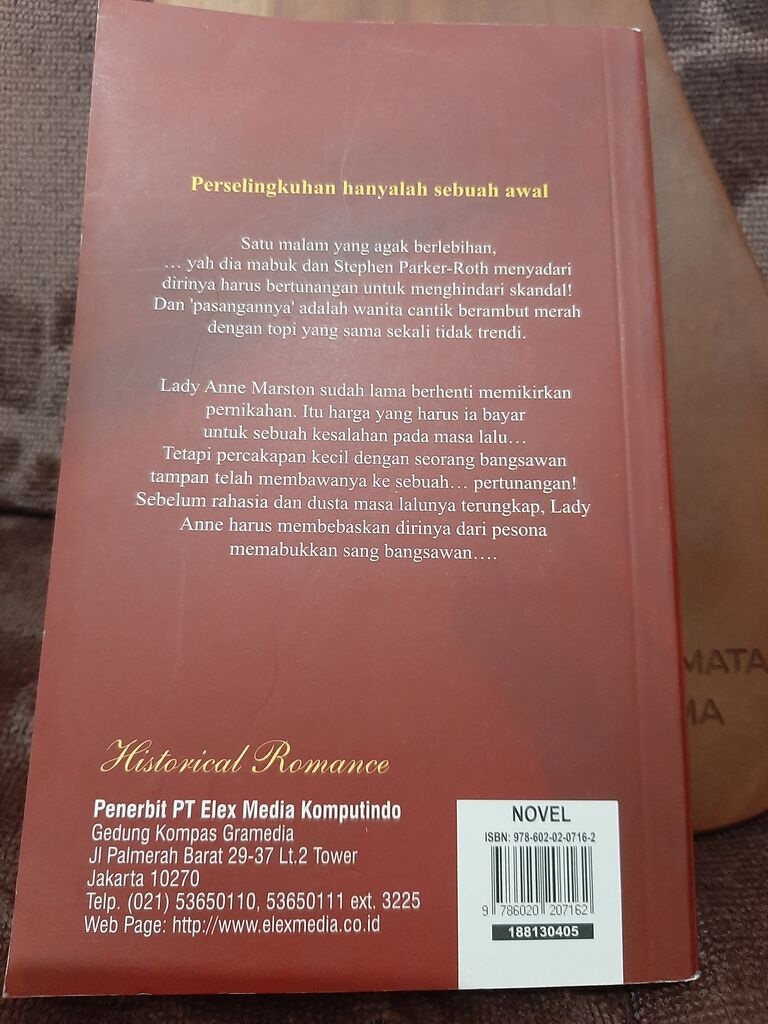 Perselingkuhan hanyalah sebuah awal
Satu malam yang agak berlebihan,
... yah dia mabuk dan Stephen Parker-Roth menyadari
dirinya harus bertunangan untuk menghindari skandal!
Dan 'pasangannya' adalah wanita cantik berambut merah
dengan topi yang sama sekali tidak trendi.
Lady Anne Marston sudah lama berhenti memikirkan
pernikahan. Itu harga yang harus ia bayar
untuk sebuah kesalahan pada masa lalu...
Tetapi percakapan kecil dengan seorang bangsawan
tampan telah membawanya ke sebuah... pertunangan!
Sebelum rahasia dan dusta masa lalunya terungkap, Lady
Anne harus membebaskan dirinya dari pesona
memabukkan sang bangsawan....
Historical Romance
Penerbit PT Elex Media Komputindo
Gedung Kompas Gramedia
Jl Palmerah Barat 29-37 Lt.2 Tower
Jakarta 10270
Telp. (021) 53650110, 53650111 ext. 3225
Web Page: http://www.elexmedia.co.id
NOVEL
ISBN: 978-602-02-0716-2
9 786020 207162
188130405
MATA